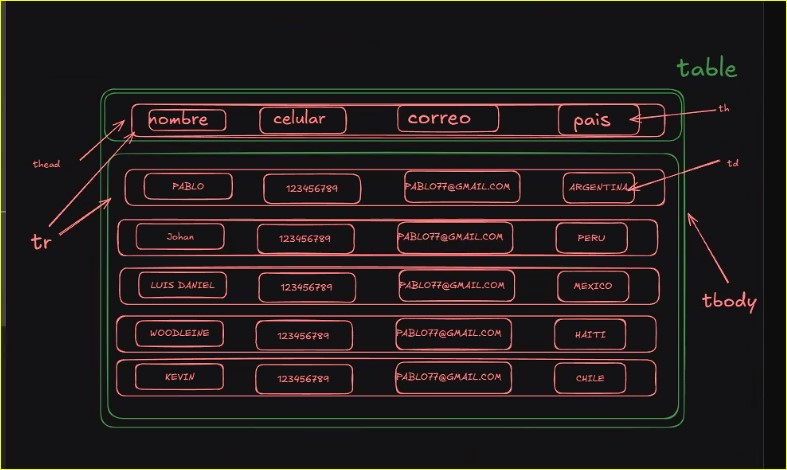 table
nombre celular correo pais
th
thead
td
PABLO 123456789 PABLO77@GMAIL.COM ARGENTINA
tr
Johan 123456789 PABLO77@GMAIL.COM PERU
LUIS DANIEL 123456789 PABLO77@GMAIL.COM MEXICO
tbody
WOODLEINE 123456789 PABLO77@GMAIL.COM HAITI
KEVIN 123456789 PABLO77@GMAIL.COM CHILE